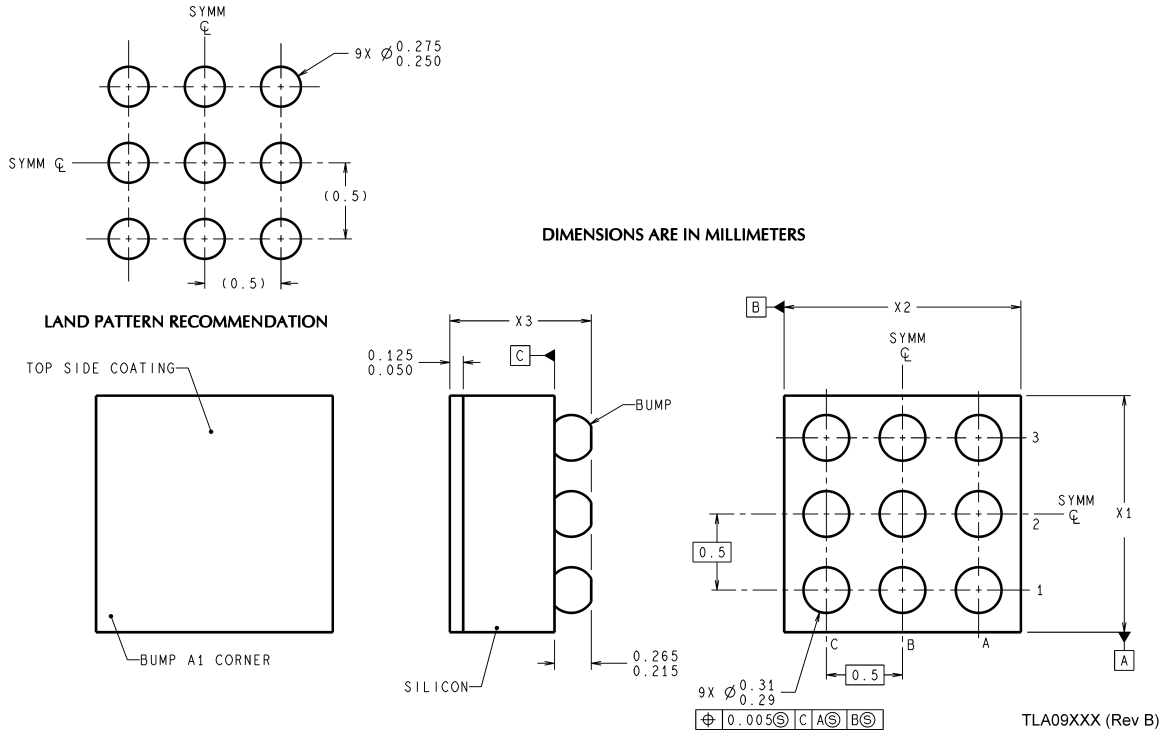 SYMM
℄
9X ⌀ 0.275
0.250
SYMM ℄
(0.5)
(0.5)
DIMENSIONS ARE IN MILLIMETERS
LAND PATTERN RECOMMENDATION
TOP SIDE COATING
BUMP A1 CORNER
X3
0.125
0.050
C
BUMP
SILICON
0.265
0.215
B
X2
SYMM
℄
3
SYMM
℄
2
X1
0.5
1
C B A
A
0.5
9X ⌀ 0.31
0.29
⌖ 0.005Ⓢ C AⓈ BⓈ
TLA09XXX (Rev B)